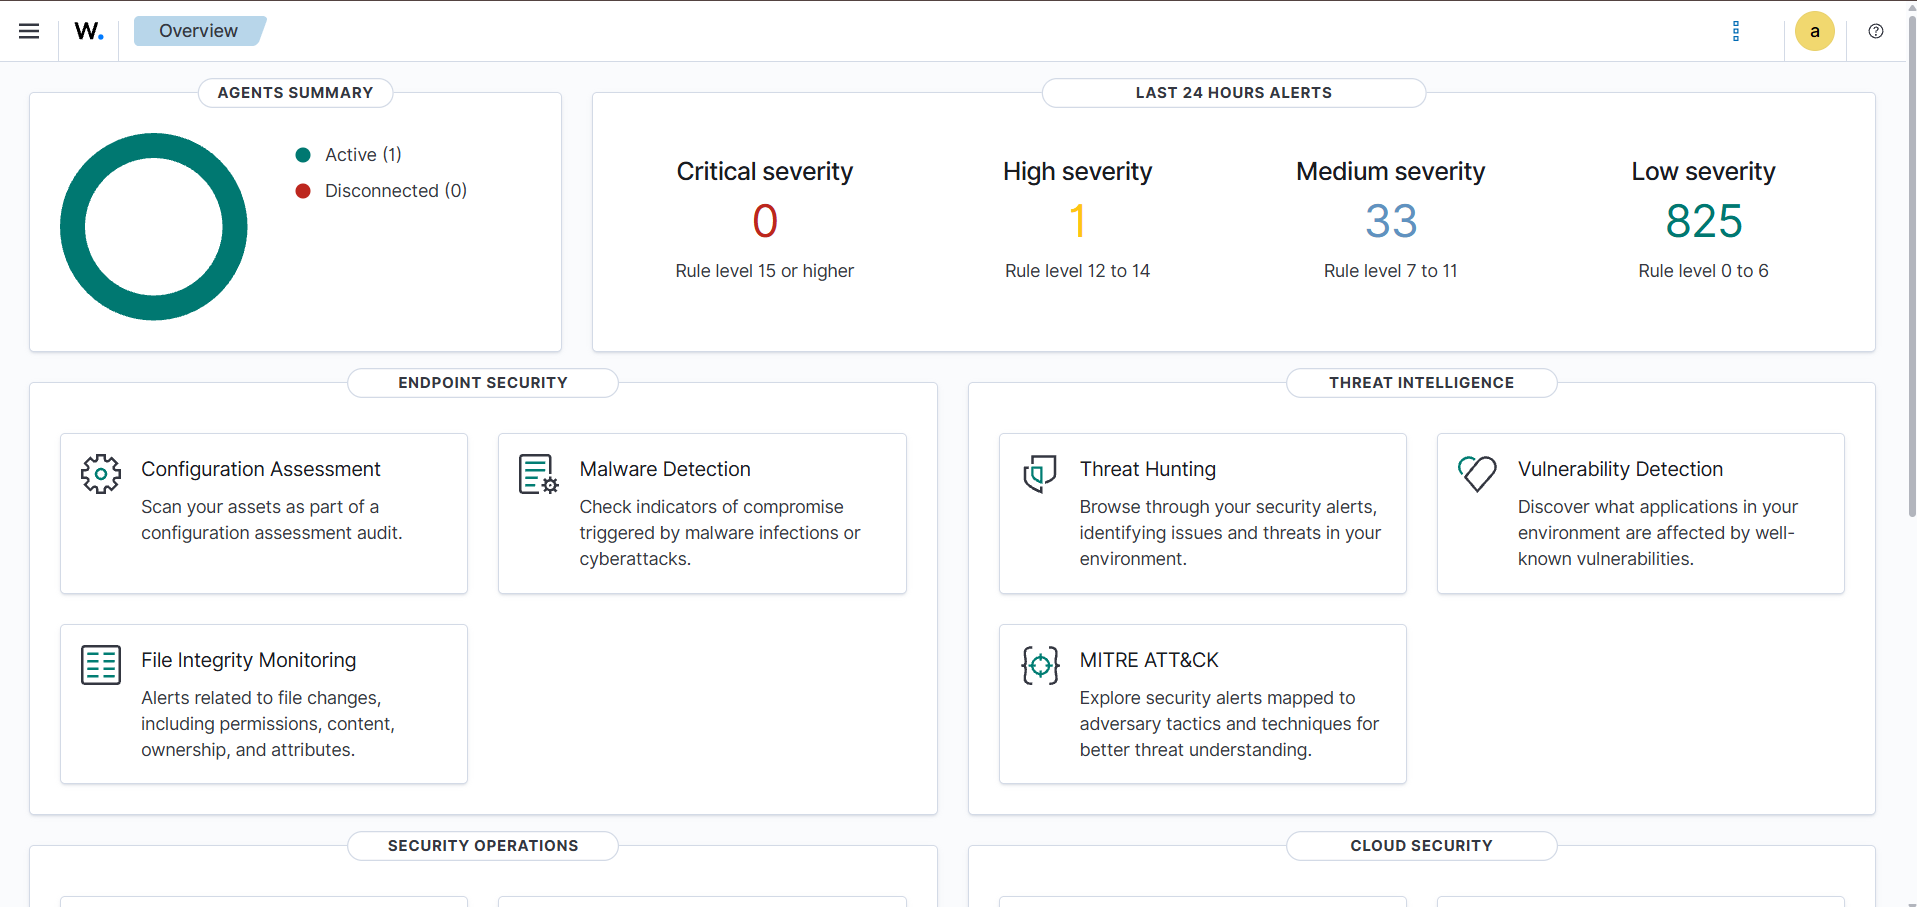 W.
Overview
a
?
AGENTS SUMMARY
Active (1)
Disconnected (0)
LAST 24 HOURS ALERTS
Critical severity
0
Rule level 15 or higher
High severity
1
Rule level 12 to 14
Medium severity
33
Rule level 7 to 11
Low severity
825
Rule level 0 to 6
ENDPOINT SECURITY
Configuration Assessment
Scan your assets as part of a
configuration assessment audit.
Malware Detection
Check indicators of compromise
triggered by malware infections or
cyberattacks.
File Integrity Monitoring
Alerts related to file changes,
including permissions, content,
ownership, and attributes.
THREAT INTELLIGENCE
Threat Hunting
Browse through your security alerts,
identifying issues and threats in your
environment.
Vulnerability Detection
Discover what applications in your
environment are affected by well-
known vulnerabilities.
MITRE ATT&CK
Explore security alerts mapped to
adversary tactics and techniques for
better threat understanding.
SECURITY OPERATIONS
CLOUD SECURITY